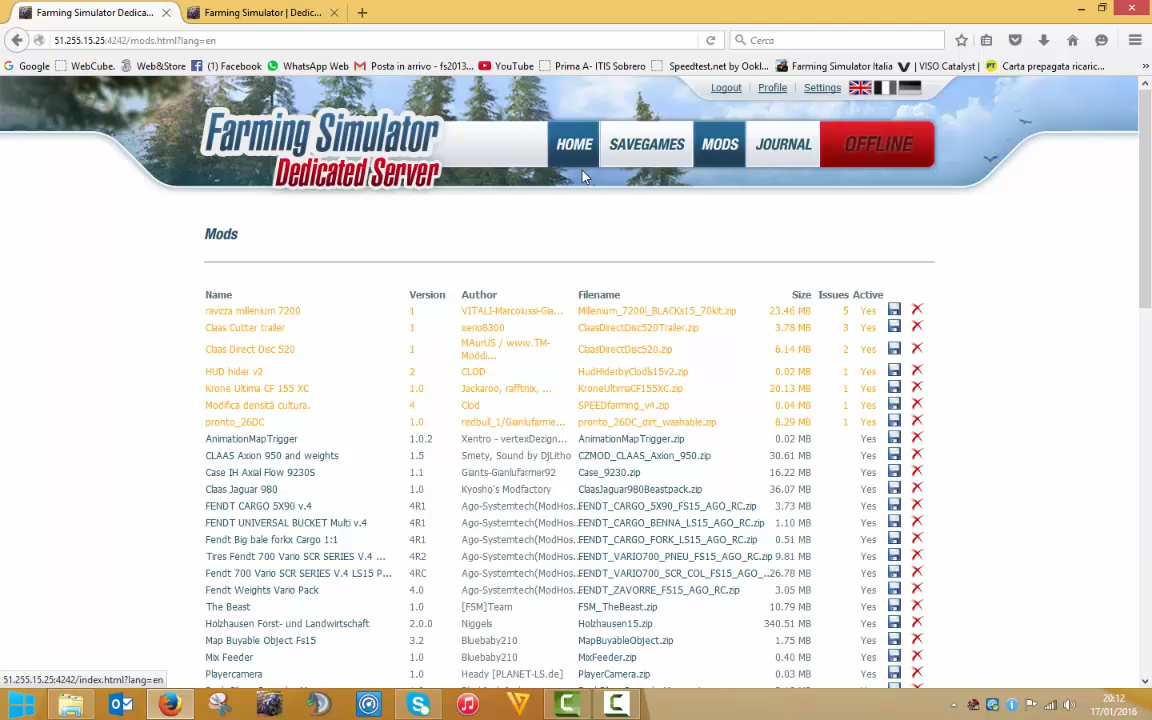 Farming Simulator Dedica...
Farming Simulator | Dedic...
51.255.15.25:4242/mods.html?lang=en
Cerca
Google
WebCube.
Web&Store
(1) Facebook
WhatsApp Web
Posta in arrivo - fs2013...
YouTube
Prima A- ITIS Sobrero
Speedtest.net by Ookl...
Farming Simulator Italia
| VISO Catalyst |
Carta prepagata ricaric...
Logout | Profile | Settings
Farming Simulator
Dedicated Server
HOME SAVEGAMES MODS JOURNAL OFFLINE
Mods
Name Version Author Filename Size Issues Active
ravizza millenium 7200 1 VITALI-Marcolussi-Gia... Millenium_7200l_BLACKs15_70kit.zip 23.46 MB 5 Yes
Claas Cutter trailer 1 xerio8300 ClaasDirectDisc520Trailer.zip 3.78 MB 3 Yes
Claas Direct Disc 520 1 MAurUS / www.TM-Moddi... ClaasDirectDisc520.zip 6.14 MB 2 Yes
HUD hider v2 2 CLOD HudHiderbyClodls15v2.zip 0.02 MB 1 Yes
Krone Ultima CF 155 XC 1.0 Jackaroo, rafftnix, ... KroneUltimaCF155XC.zip 20.13 MB 1 Yes
Modifica densità cultura. 4 Clod SPEEDfarming_v4.zip 0.04 MB 1 Yes
pronto_26DC 1.0 redbull_1/Gianlufarme... pronto_26DC_dirt_washable.zip 8.29 MB 1 Yes
AnimationMapTrigger 1.0.2 Xentro - vertexDezign... AnimationMapTrigger.zip 0.02 MB Yes
CLAAS Axion 950 and weights 1.5 Smety, Sound by DjLitho CZMOD_CLAAS_Axion_950.zip 30.61 MB Yes
Case IH Axial Flow 9230S 1.1 Giants-Gianlufarmer92 Case_9230.zip 16.22 MB Yes
Claas Jaguar 980 1.0 Kyosho's Modfactory ClaasJaguar980Beastpack.zip 36.07 MB Yes
FENDT CARGO 5X90 v.4 4R1 Ago-Systemtech(ModHos... FENDT_CARGO_5X90_FS15_AGO_RC.zip 3.73 MB Yes
FENDT UNIVERSAL BUCKET Multi v.4 4R1 Ago-Systemtech(ModHos... FENDT_CARGO_BENNA_LS15_AGO_RC.zip 1.10 MB Yes
Fendt Big bale forkx Cargo 1:1 4R1 Ago-Systemtech(ModHos... FENDT_CARGO_FORK_LS15_AGO_RC.zip 0.51 MB Yes
Tires Fendt 700 Vario SCR SERIES V.4 ... 4R2 Ago-Systemtech(ModHos... FENDT_VARIO700_PNEU_FS15_AGO_RC.zip 9.81 MB Yes
Fendt 700 Vario SCR SERIES V.4 LS15 P... 4RC Ago-Systemtech(ModHos... FENDT_VARIO700_SCR_COL_FS15_AGO_... 26.78 MB Yes
Fendt Weights Vario Pack 4.0 Ago-Systemtech(ModHos... FENDT_ZAVORRE_FS15_AGO_RC.zip 3.05 MB Yes
The Beast 1.0 [FSM]Team FSM_TheBeast.zip 10.79 MB Yes
Holzhausen Forst- und Landwirtschaft 2.0.0 Niggels Holzhausen15.zip 340.51 MB Yes
Map Buyable Object Fs15 3.2 Bluebaby210 MapBuyableObject.zip 1.75 MB Yes
Mix Feeder 1.0 Bluebaby210 MixFeeder.zip 0.40 MB Yes
Playercamera 1.0 Heady [PLANET-LS.de] PlayerCamera.zip 0.03 MB Yes
51.255.15.25:4242/index.html?lang=en
20:12
17/01/2016